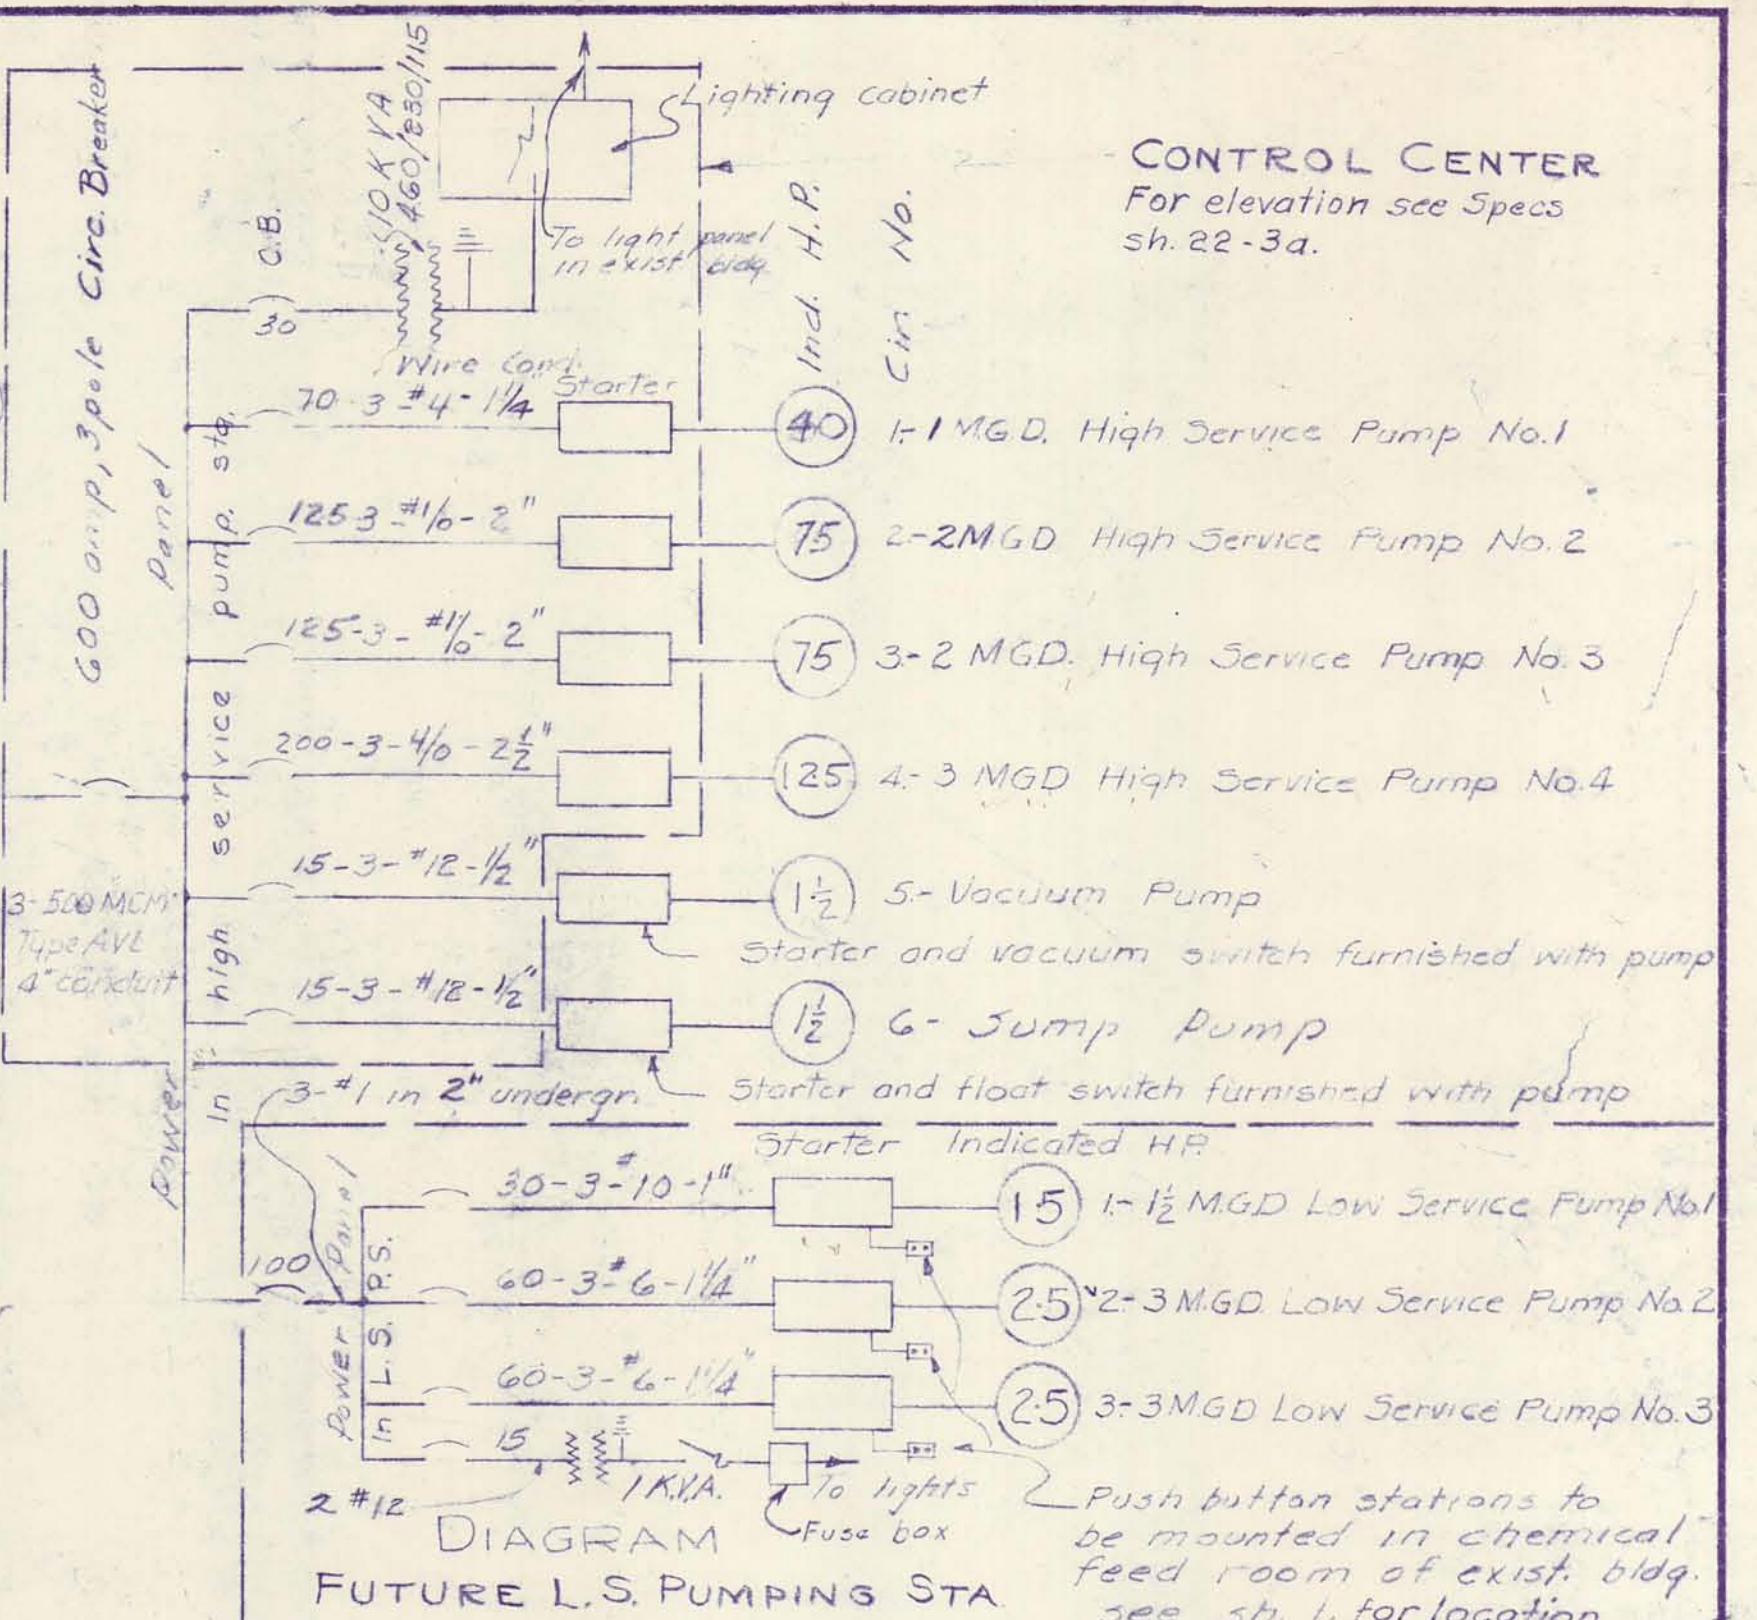 600 amp, 3 pole Circ. Breaker
Panel
C.B.
30
10 K VA
460/230/115
Lighting cabinet
To light panel
in exist bldg.
Ind. H.P.
Cir. No.
CONTROL CENTER
For elevation see Specs
sh. 22-3a.
Wire Cond.
Starter
70-3-#4-1¼ 40 1-1 M.G.D. High Service Pump No.1
125-3-#1/0-2" 75 2-2MGD High Service Pump No.2
125-3-#1/0-2" 75 3-2 MGD. High Service Pump No.3
200-3-4/0-2½" 125 4-3 MGD High Service Pump No.4
15-3-#12-½" 1½ 5-Vacuum Pump
Starter and vacuum switch furnished with pump
15-3-#12-½" 1½ 6-Sump Pump
Starter and float switch furnished with pump
3-500 MCM
Type AVL
4" conduit
In high service pump. sta.
Power
3-#1 in 2" undergr.
Starter Indicated H.P.
30-3-#10-1" 15 1-1½ M.G.D Low Service Pump No.1
100
60-3-#6-1¼" 25 2-3 M.G.D. Low Service Pump No.2
60-3-#6-1¼" 25 3-3 M.G.D Low Service Pump No.3
Power Panel
In L.S. P.S.
15
2 #12
1 K.V.A.
To lights
Fuse box
Push button stations to
be mounted in chemical
feed room of exist. bldg.
see sh. 1. for location
DIAGRAM
FUTURE L.S. PUMPING STA